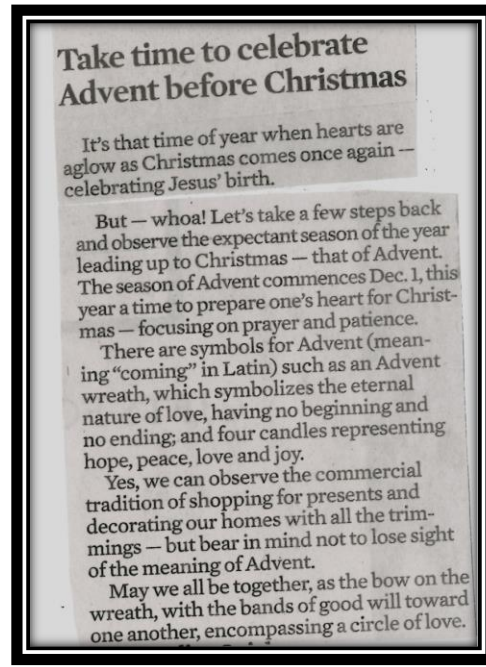 Take time to celebrate
Advent before Christmas
It's that time of year when hearts are
aglow as Christmas comes once again —
celebrating Jesus' birth.
But — whoa! Let's take a few steps back
and observe the expectant season of the year
leading up to Christmas — that of Advent.
The season of Advent commences Dec. 1, this
year a time to prepare one's heart for Christ-
mas — focusing on prayer and patience.
There are symbols for Advent (mean-
ing "coming" in Latin) such as an Advent
wreath, which symbolizes the eternal
nature of love, having no beginning and
no ending; and four candles representing
hope, peace, love and joy.
Yes, we can observe the commercial
tradition of shopping for presents and
decorating our homes with all the trim-
mings — but bear in mind not to lose sight
of the meaning of Advent.
May we all be together, as the bow on the
wreath, with the bands of good will toward
one another, encompassing a circle of love.